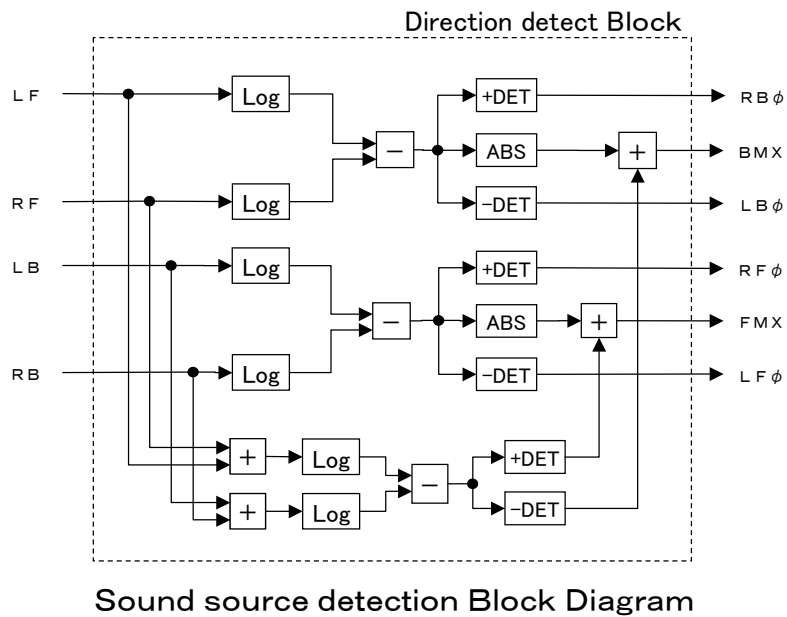 Direction detect Block
LF
Log
+DET
RBφ
ABS
+
BMX
−
RF
Log
−DET
LBφ
LB
Log
+DET
RFφ
−
ABS
+
FMX
RB
Log
−DET
LFφ
+
Log
+DET
−
+
Log
−DET
Sound source detection Block Diagram